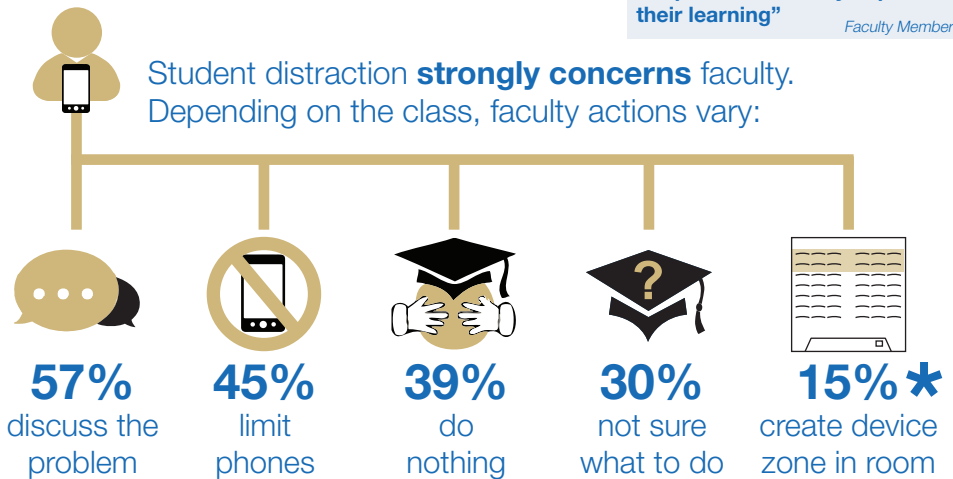 their learning”
Faculty Member
Student distraction strongly concerns faculty.
Depending on the class, faculty actions vary:
?
57%
discuss the
problem
45%
limit
phones
39%
do
nothing
30%
not sure
what to do
15%*
create device
zone in room